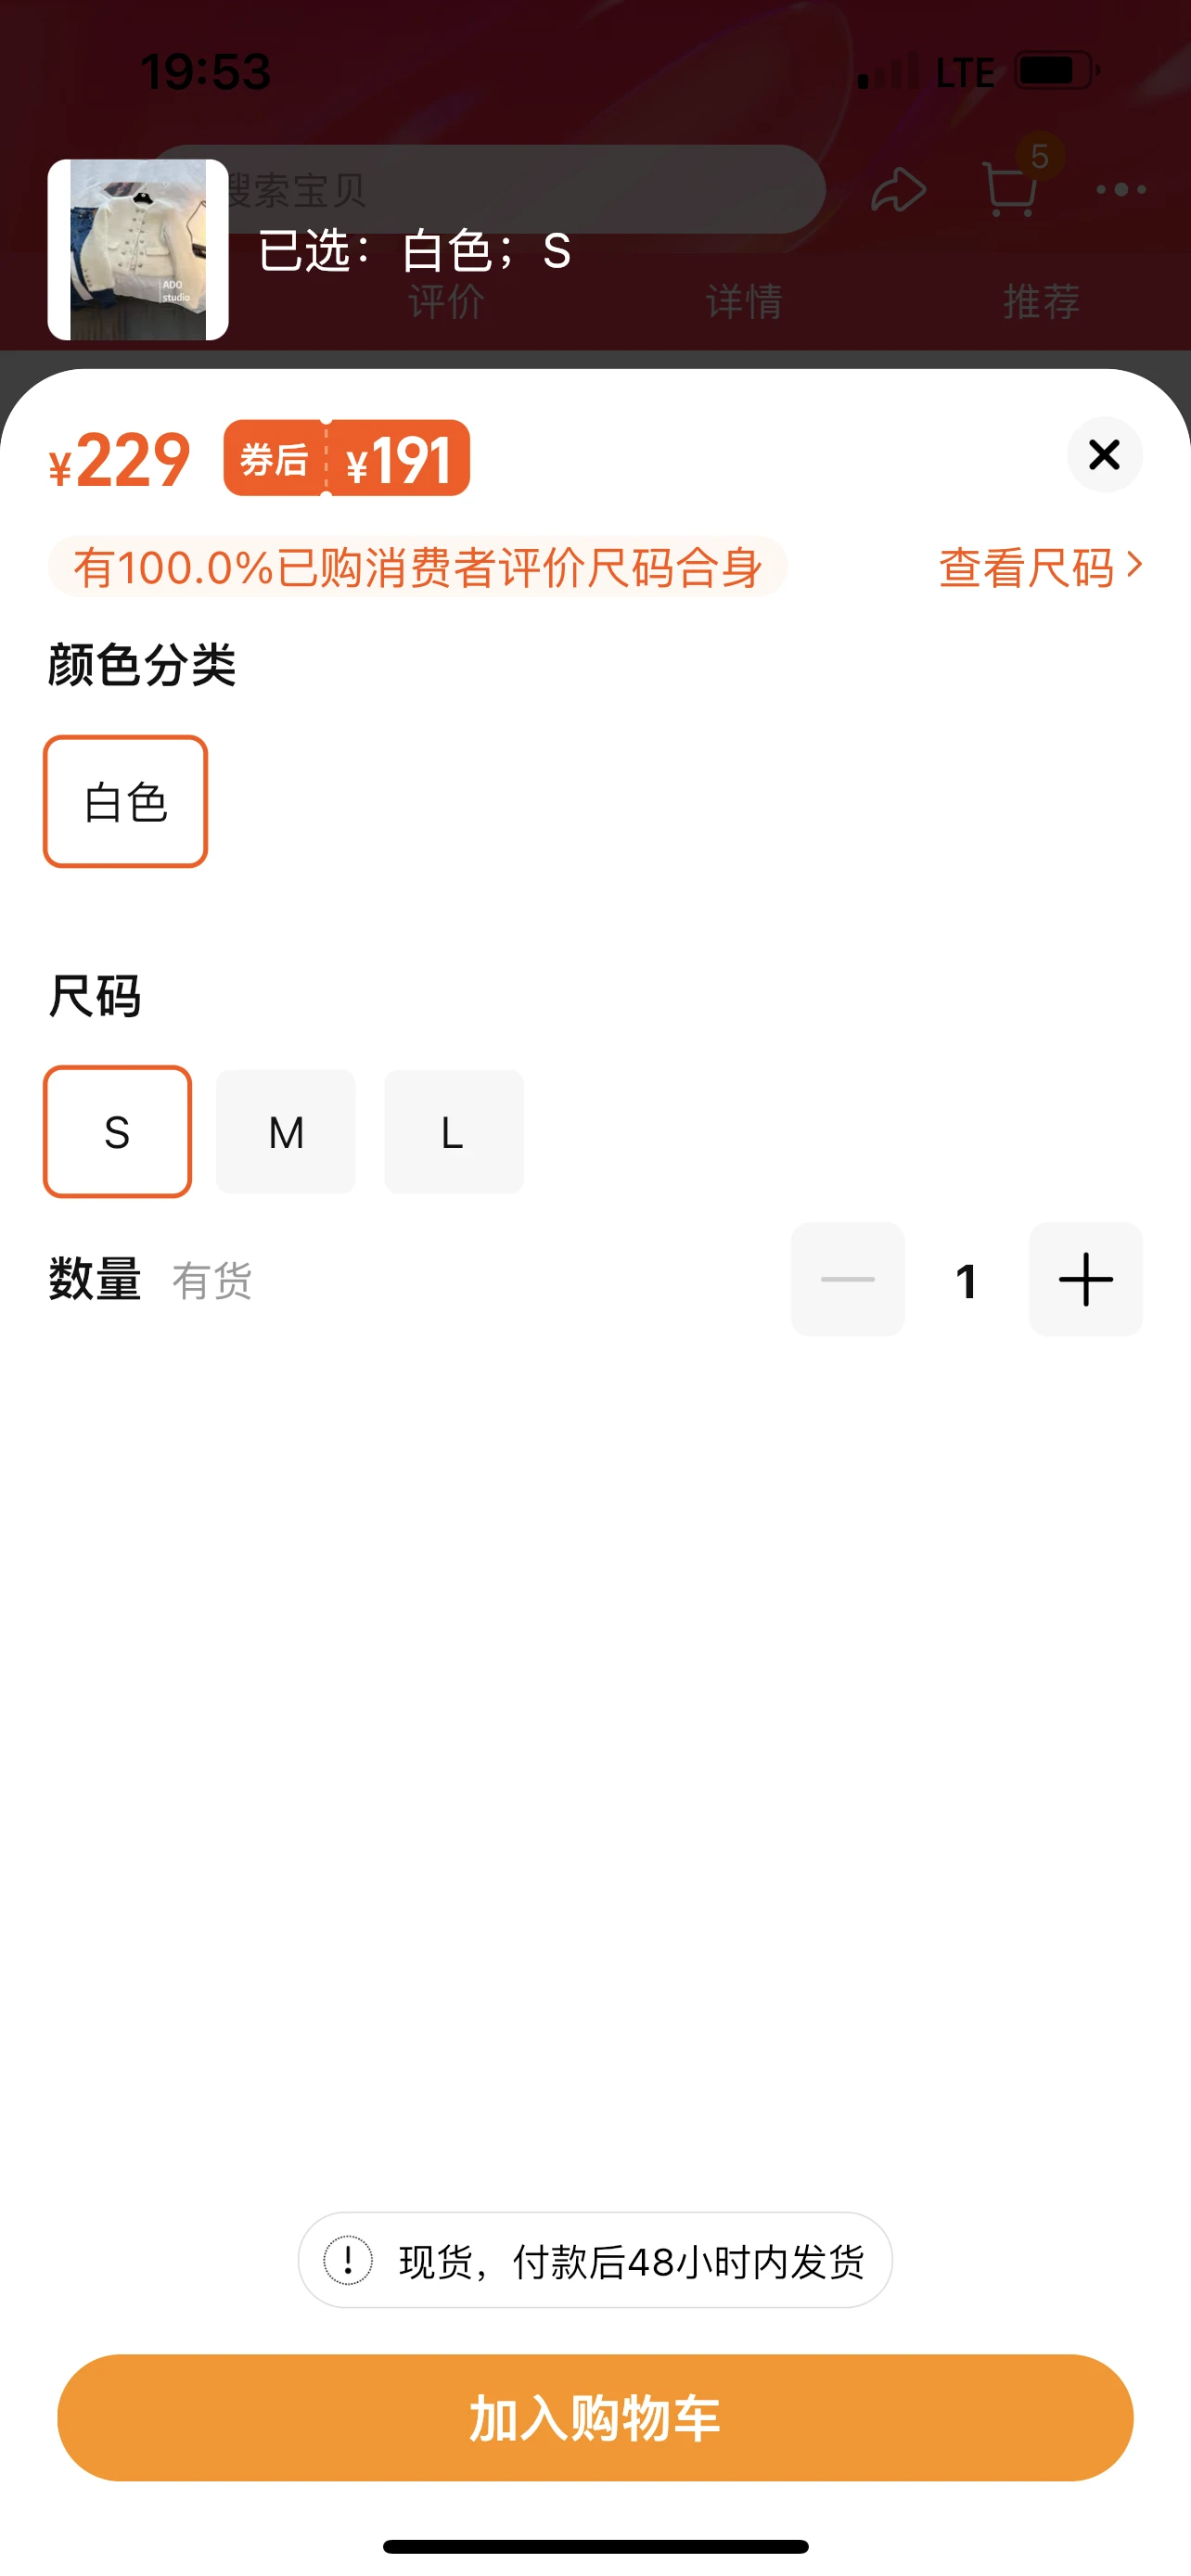 19:53
LTE
搜索宝贝
5
已选：白色；S
评价
详情
推荐
ADO
studio
¥229
券后 ¥191
有100.0%已购消费者评价尺码合身
查看尺码
颜色分类
白色
尺码
S
M
L
数量 有货
1
现货，付款后48小时内发货
加入购物车